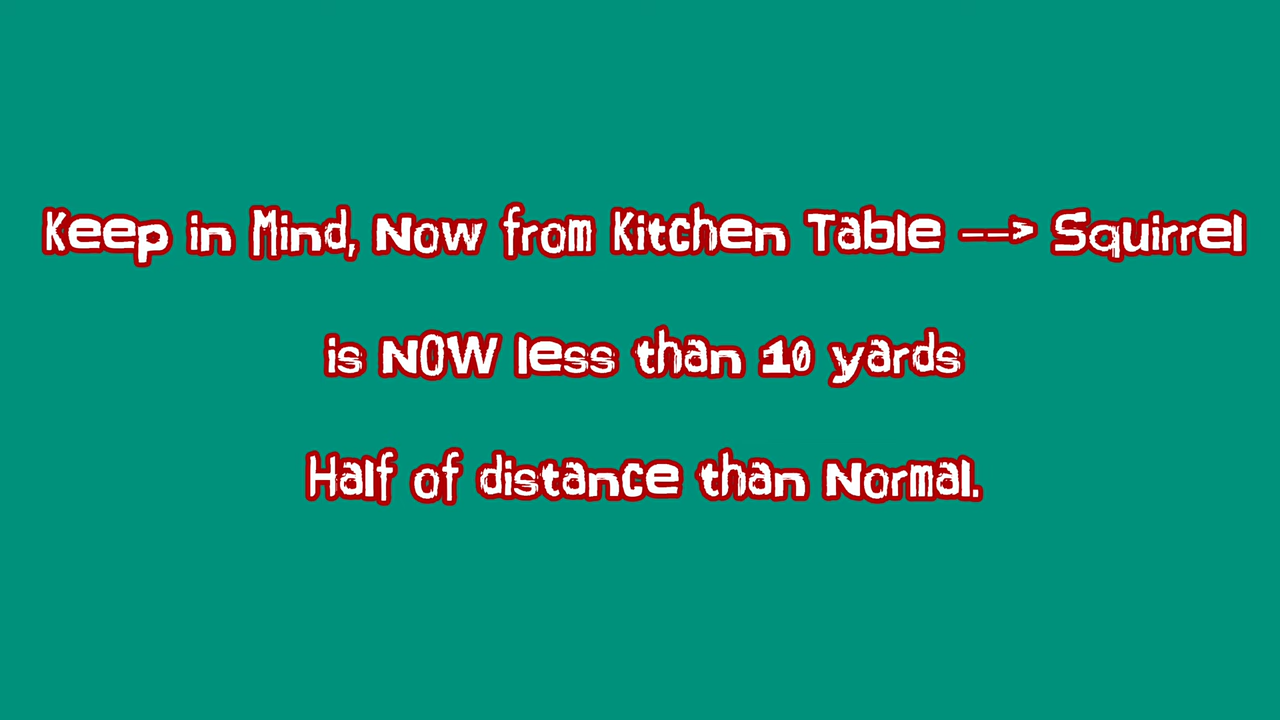 Keep in Mind, Now from Kitchen Table --> Squirrel
is NOW less than 10 yards
Half of distance than Normal.